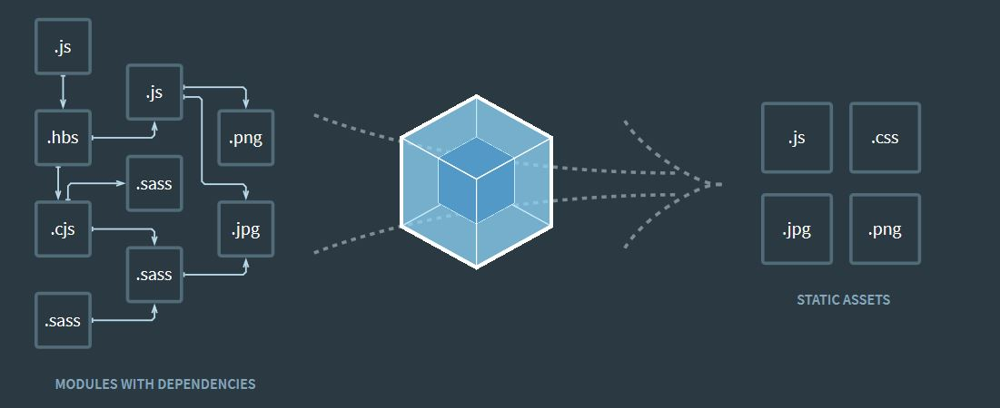 .js
.js
.hbs
.png
.sass
.cjs
.jpg
.sass
.sass
MODULES WITH DEPENDENCIES
.js
.css
.jpg
.png
STATIC ASSETS